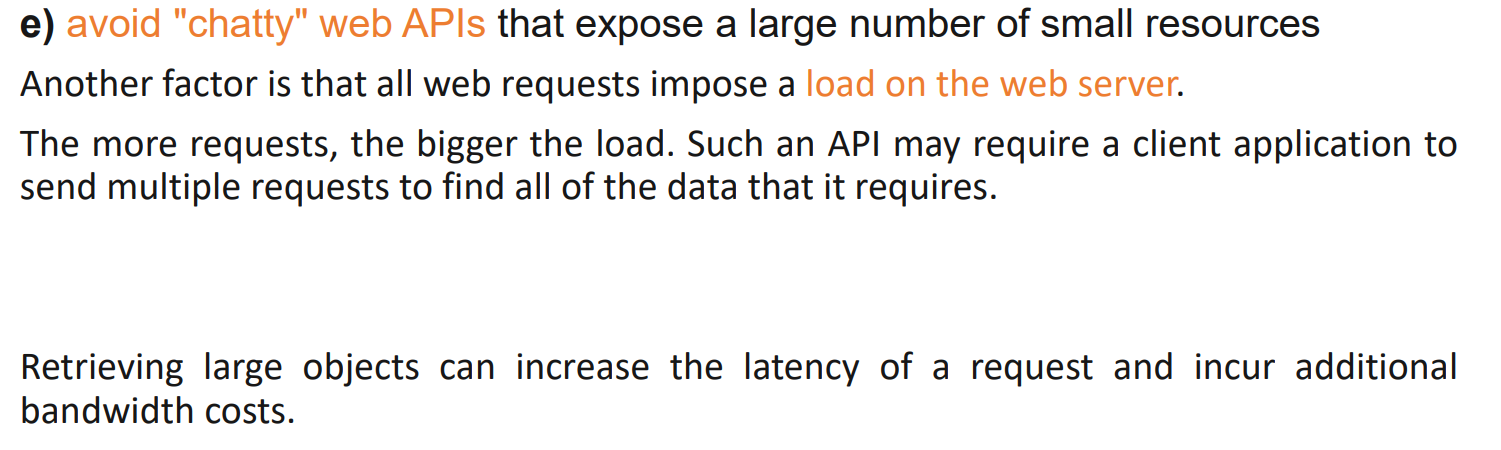 e) avoid "chatty" web APIs that expose a large number of small resources
Another factor is that all web requests impose a load on the web server.
The more requests, the bigger the load. Such an API may require a client application to
send multiple requests to find all of the data that it requires.
Retrieving large objects can increase the latency of a request and incur additional
bandwidth costs.